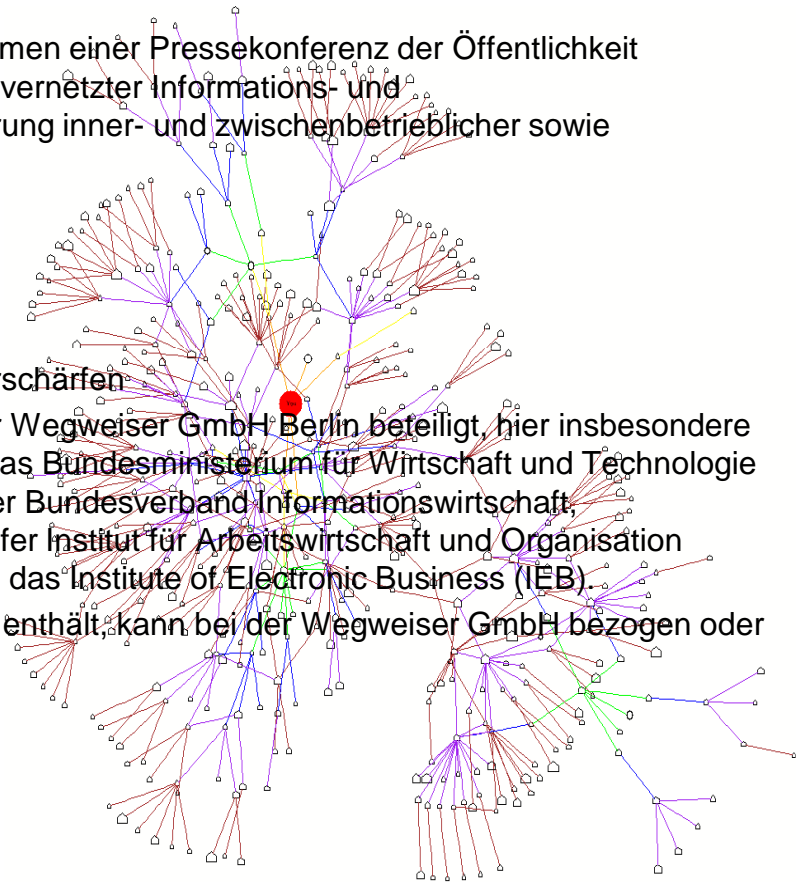 men einer Pressekonferenz der Öffentlichkeit
vernetzter Informations- und
rung inner- und zwischenbetrieblicher sowie
rschärfen
r Wegweiser GmbH Berlin beteiligt, hier insbesondere
as Bundesministerium für Wirtschaft und Technologie
er Bundesverband Informationswirtschaft,
fer Institut für Arbeitswirtschaft und Organisation
das Institute of Electronic Business (IEB).
enthält, kann bei der Wegweiser GmbH bezogen oder